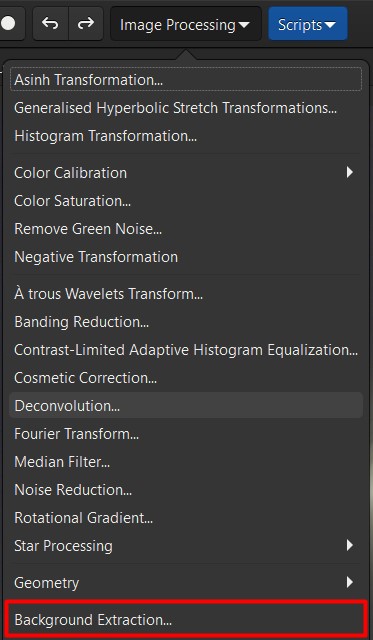 Image Processing
Scripts
Asinh Transformation...
Generalised Hyperbolic Stretch Transformations...
Histogram Transformation...
Color Calibration
Color Saturation...
Remove Green Noise...
Negative Transformation
À trous Wavelets Transform...
Banding Reduction...
Contrast-Limited Adaptive Histogram Equalization...
Cosmetic Correction...
Deconvolution...
Fourier Transform...
Median Filter...
Noise Reduction...
Rotational Gradient...
Star Processing
Geometry
Background Extraction...